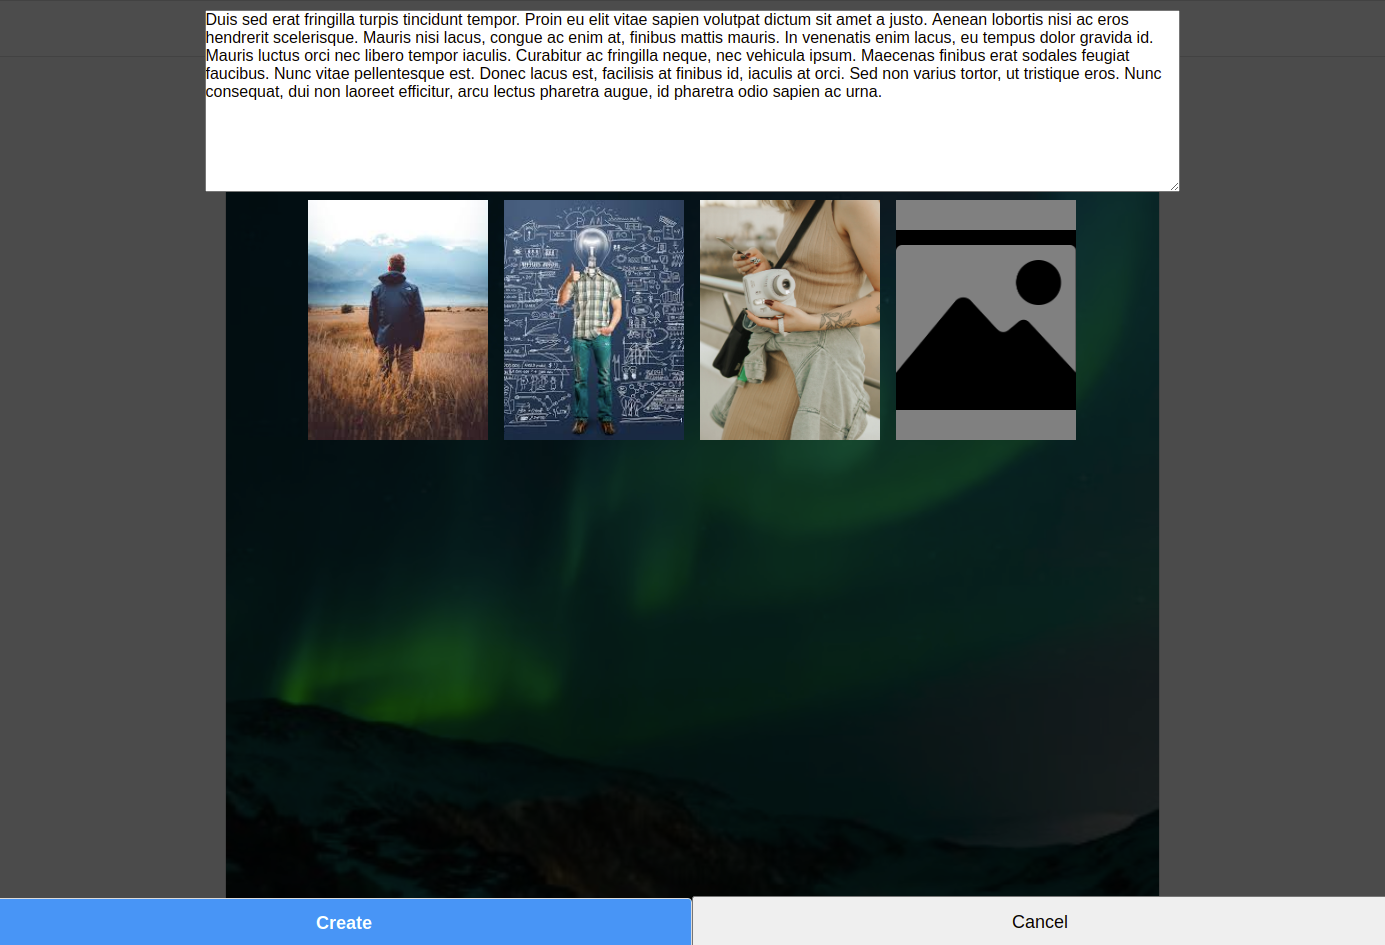 Duis sed erat fringilla turpis tincidunt tempor. Proin eu elit vitae sapien volutpat dictum sit amet a justo. Aenean lobortis nisi ac eros
hendrerit scelerisque. Mauris nisi lacus, congue ac enim at, finibus mattis mauris. In venenatis enim lacus, eu tempus dolor gravida id.
Mauris luctus orci nec libero tempor iaculis. Curabitur ac fringilla neque, nec vehicula ipsum. Maecenas finibus erat sodales feugiat
faucibus. Nunc vitae pellentesque est. Donec lacus est, facilisis at finibus id, iaculis at orci. Sed non varius tortor, ut tristique eros. Nunc
consequat, dui non laoreet efficitur, arcu lectus pharetra augue, id pharetra odio sapien ac urna.
PLAN
Create
Cancel